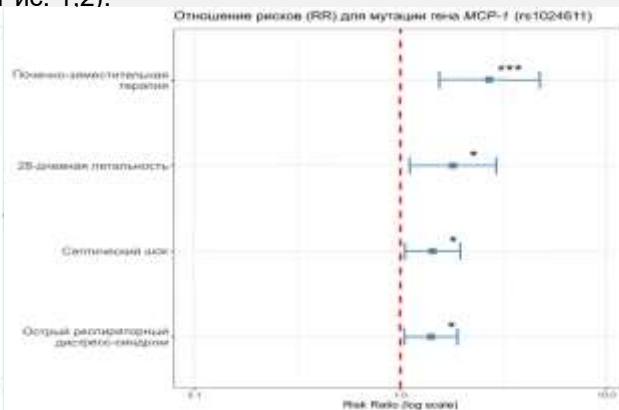 Рис. 1,2).
Отношение рисков (RR) для мутации гена MCP-1 (rs1024611)
***
Почечно-заместительная
терапия
*
28-дневная летальность
*
Септический шок
*
Острый респираторный
дистресс-синдром
0.1 1.0 10.0
Risk Ratio (log scale)